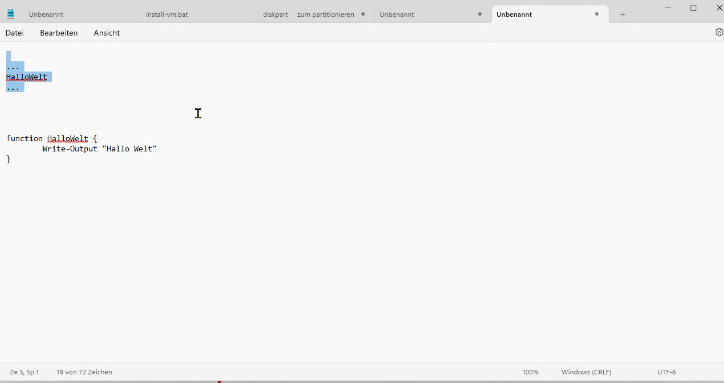 Unbenannt install-vm.bat diskpart zum partitionieren Unbenannt Unbenannt
Datei Bearbeiten Ansicht
...
HalloWelt
...
function HalloWelt {
Write-Output "Hallo Welt"
}
Ze 5, Sp 1 19 von 72 Zeichen 100% Windows (CRLF) UTF-8